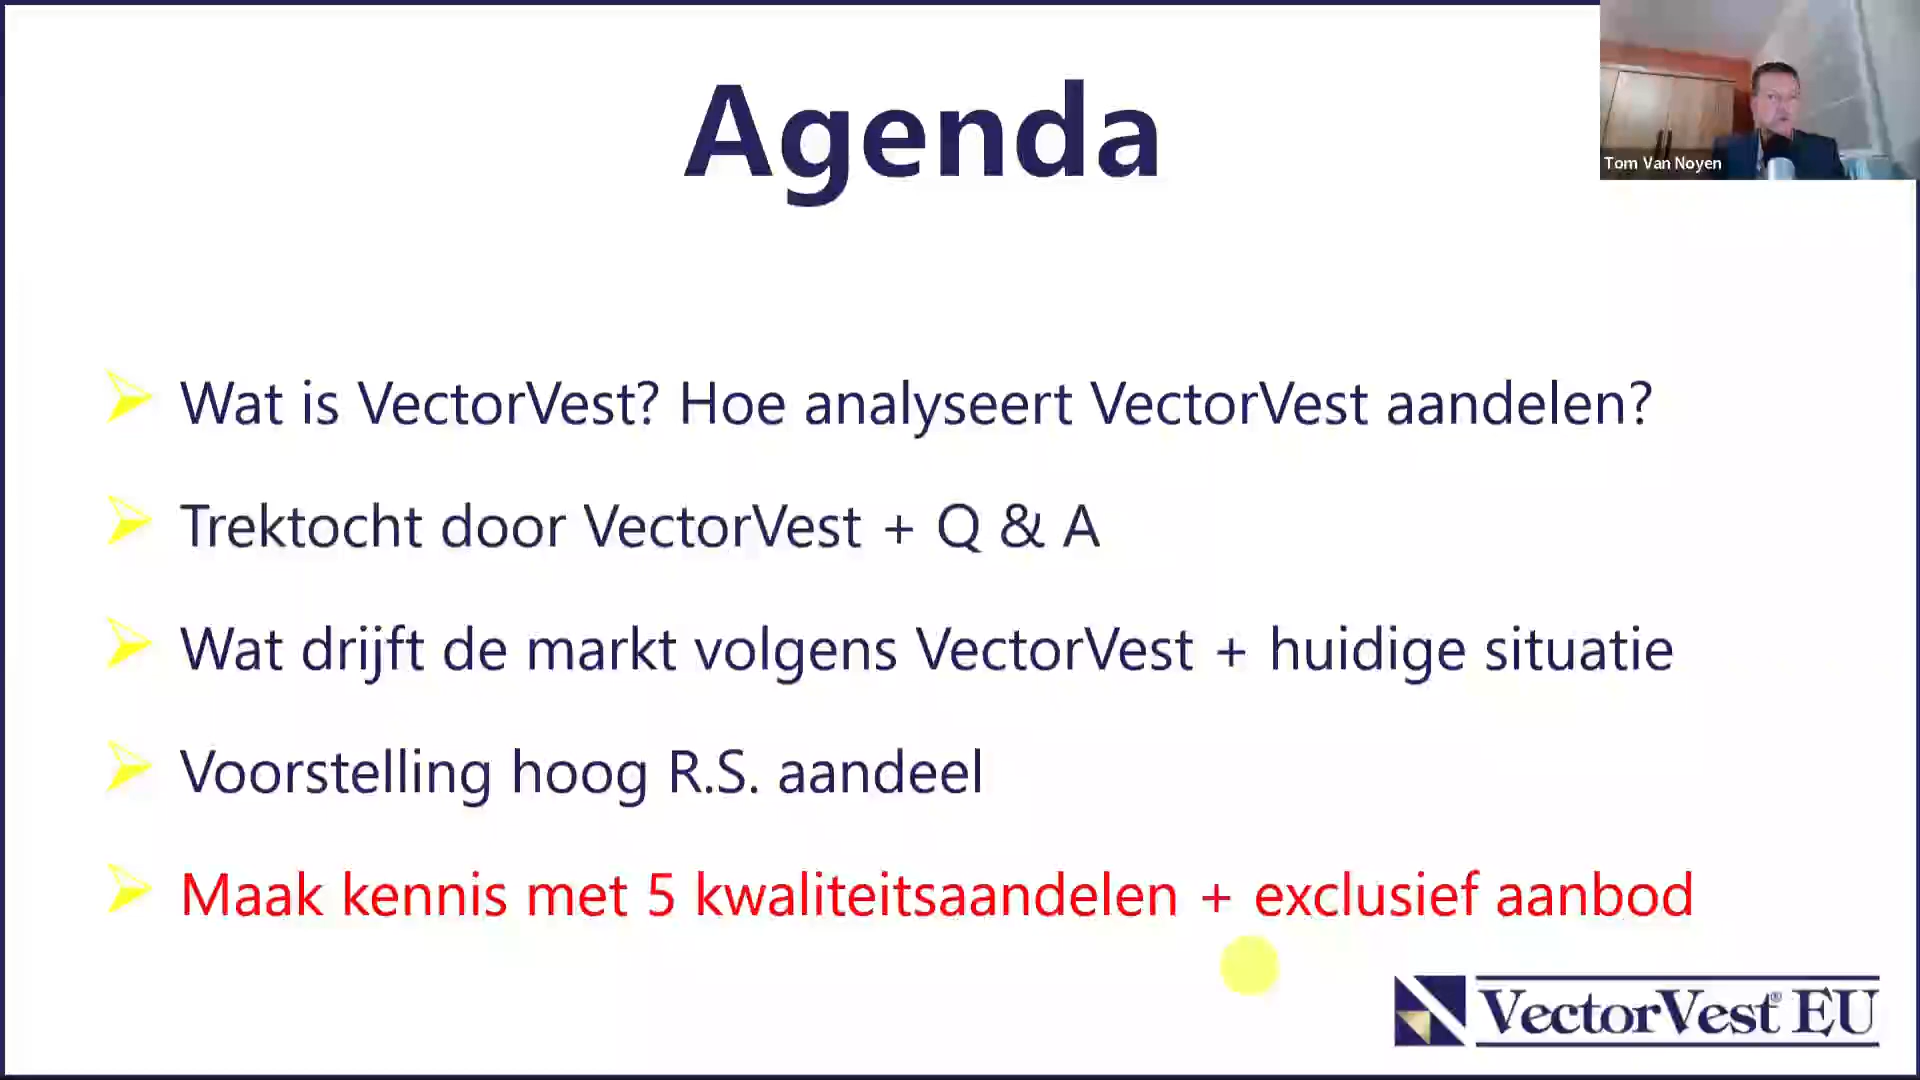 Agenda
Tom Van Noyen
Wat is VectorVest? Hoe analyseert VectorVest aandelen?
Trektocht door VectorVest + Q & A
Wat drijft de markt volgens VectorVest + huidige situatie
Voorstelling hoog R.S. aandeel
Maak kennis met 5 kwaliteitsaandelen + exclusief aanbod
VectorVest® EU